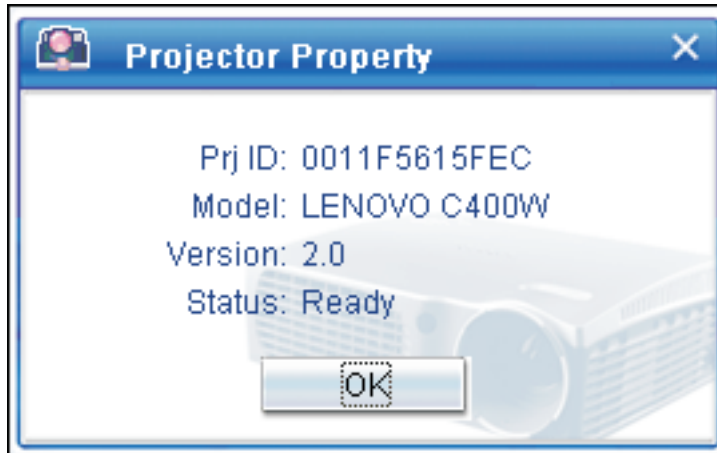 Projector Property
Prj ID: 0011F5615FEC
Model: LENOVO C400W
Version: 2.0
Status: Ready
OK